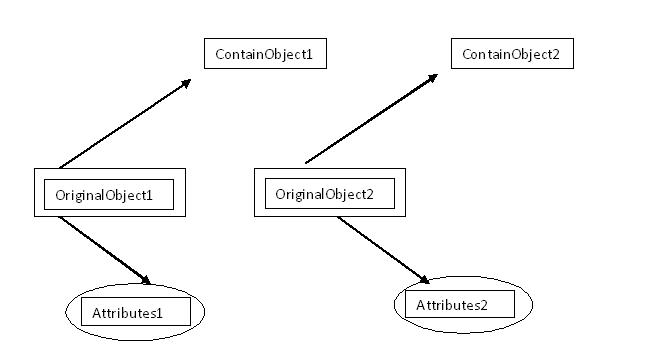 ContainObject1
ContainObject2
OriginalObject1
OriginalObject2
Attributes1
Attributes2